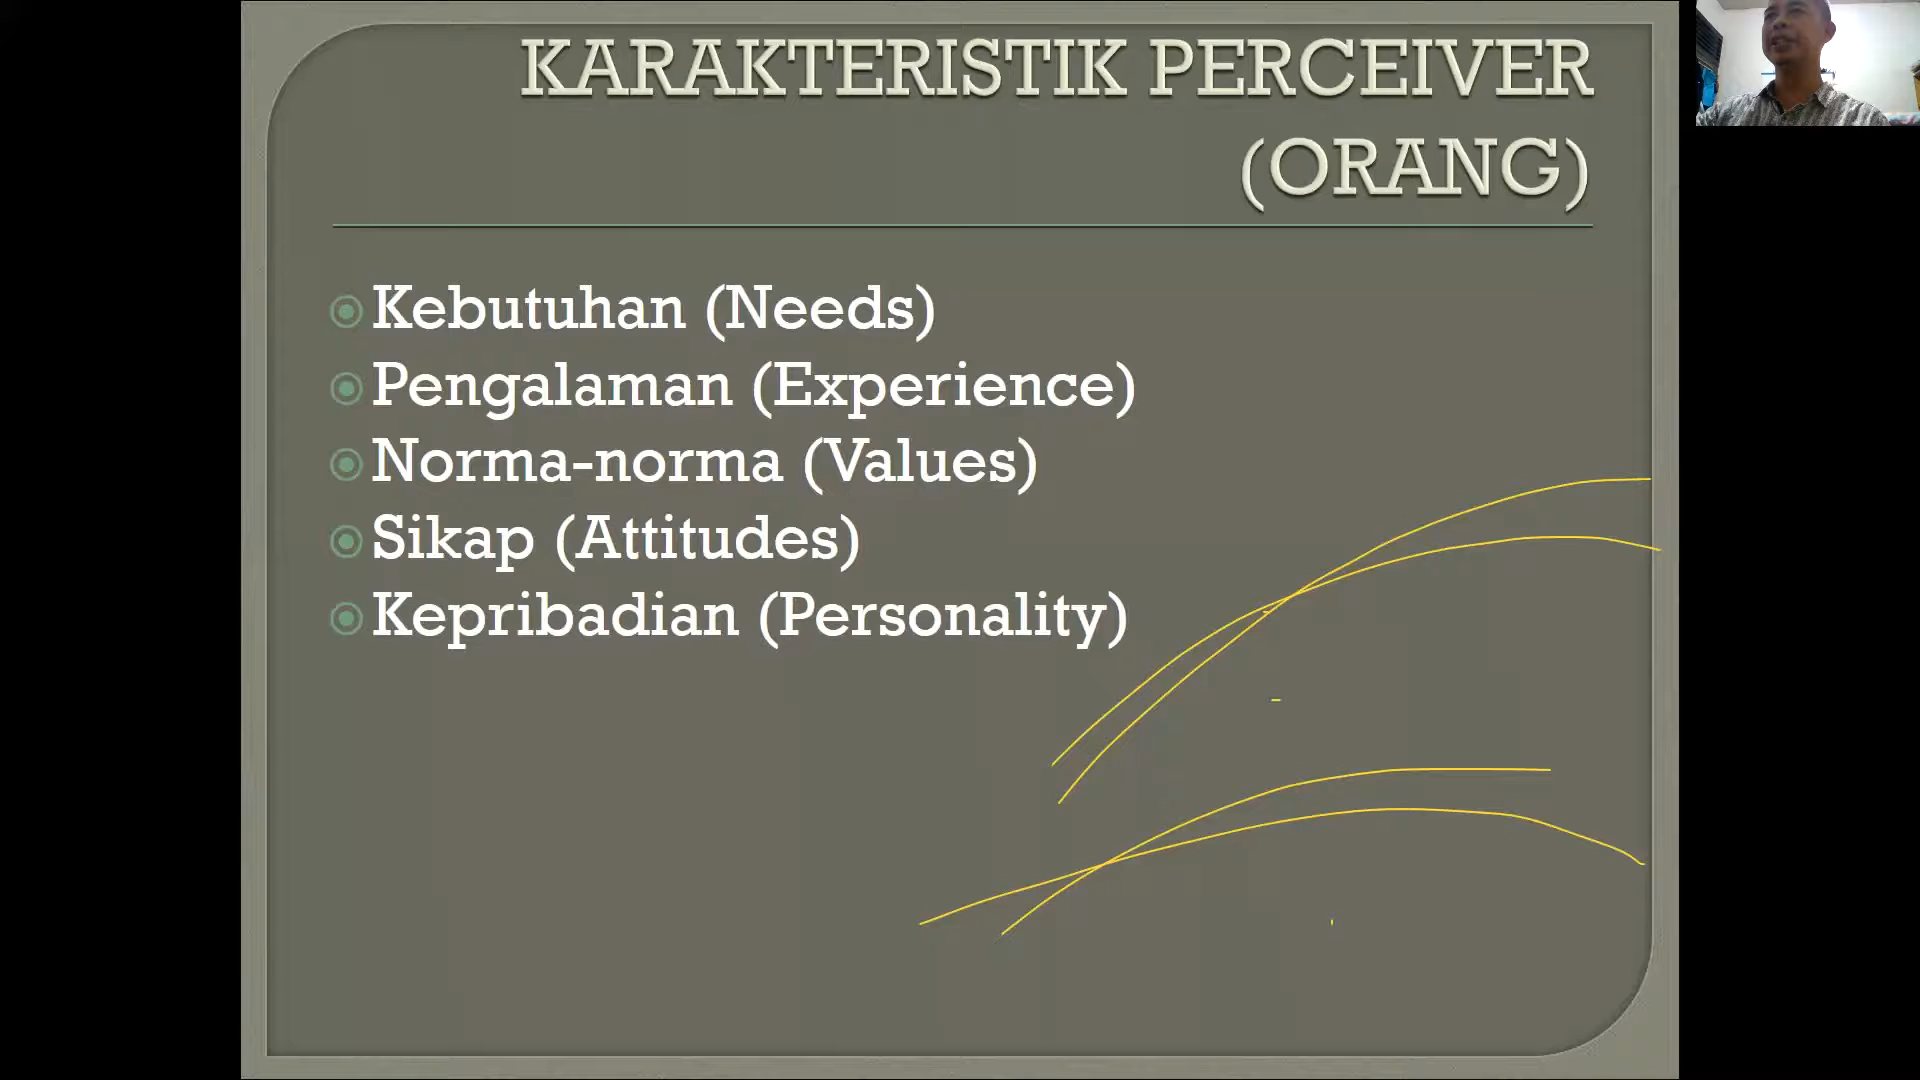 KARAKTERISTIK PERCEIVER
(ORANG)
Kebutuhan (Needs)
Pengalaman (Experience)
Norma-norma (Values)
Sikap (Attitudes)
Kepribadian (Personality)